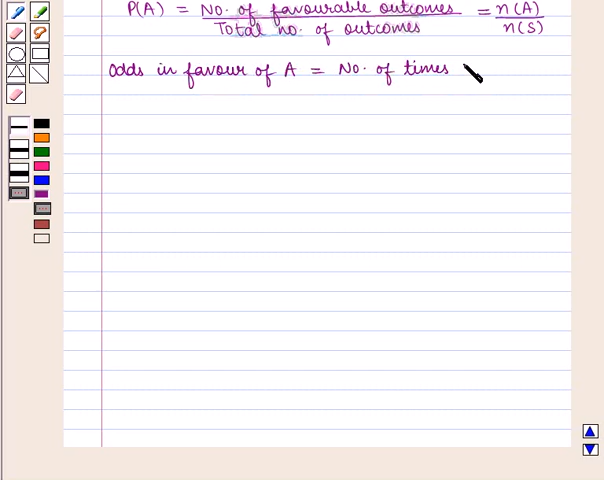 P(A) = No. of favourable outcomes / Total no. of outcomes = n(A) / n(S)
Odds in favour of A = No. of times